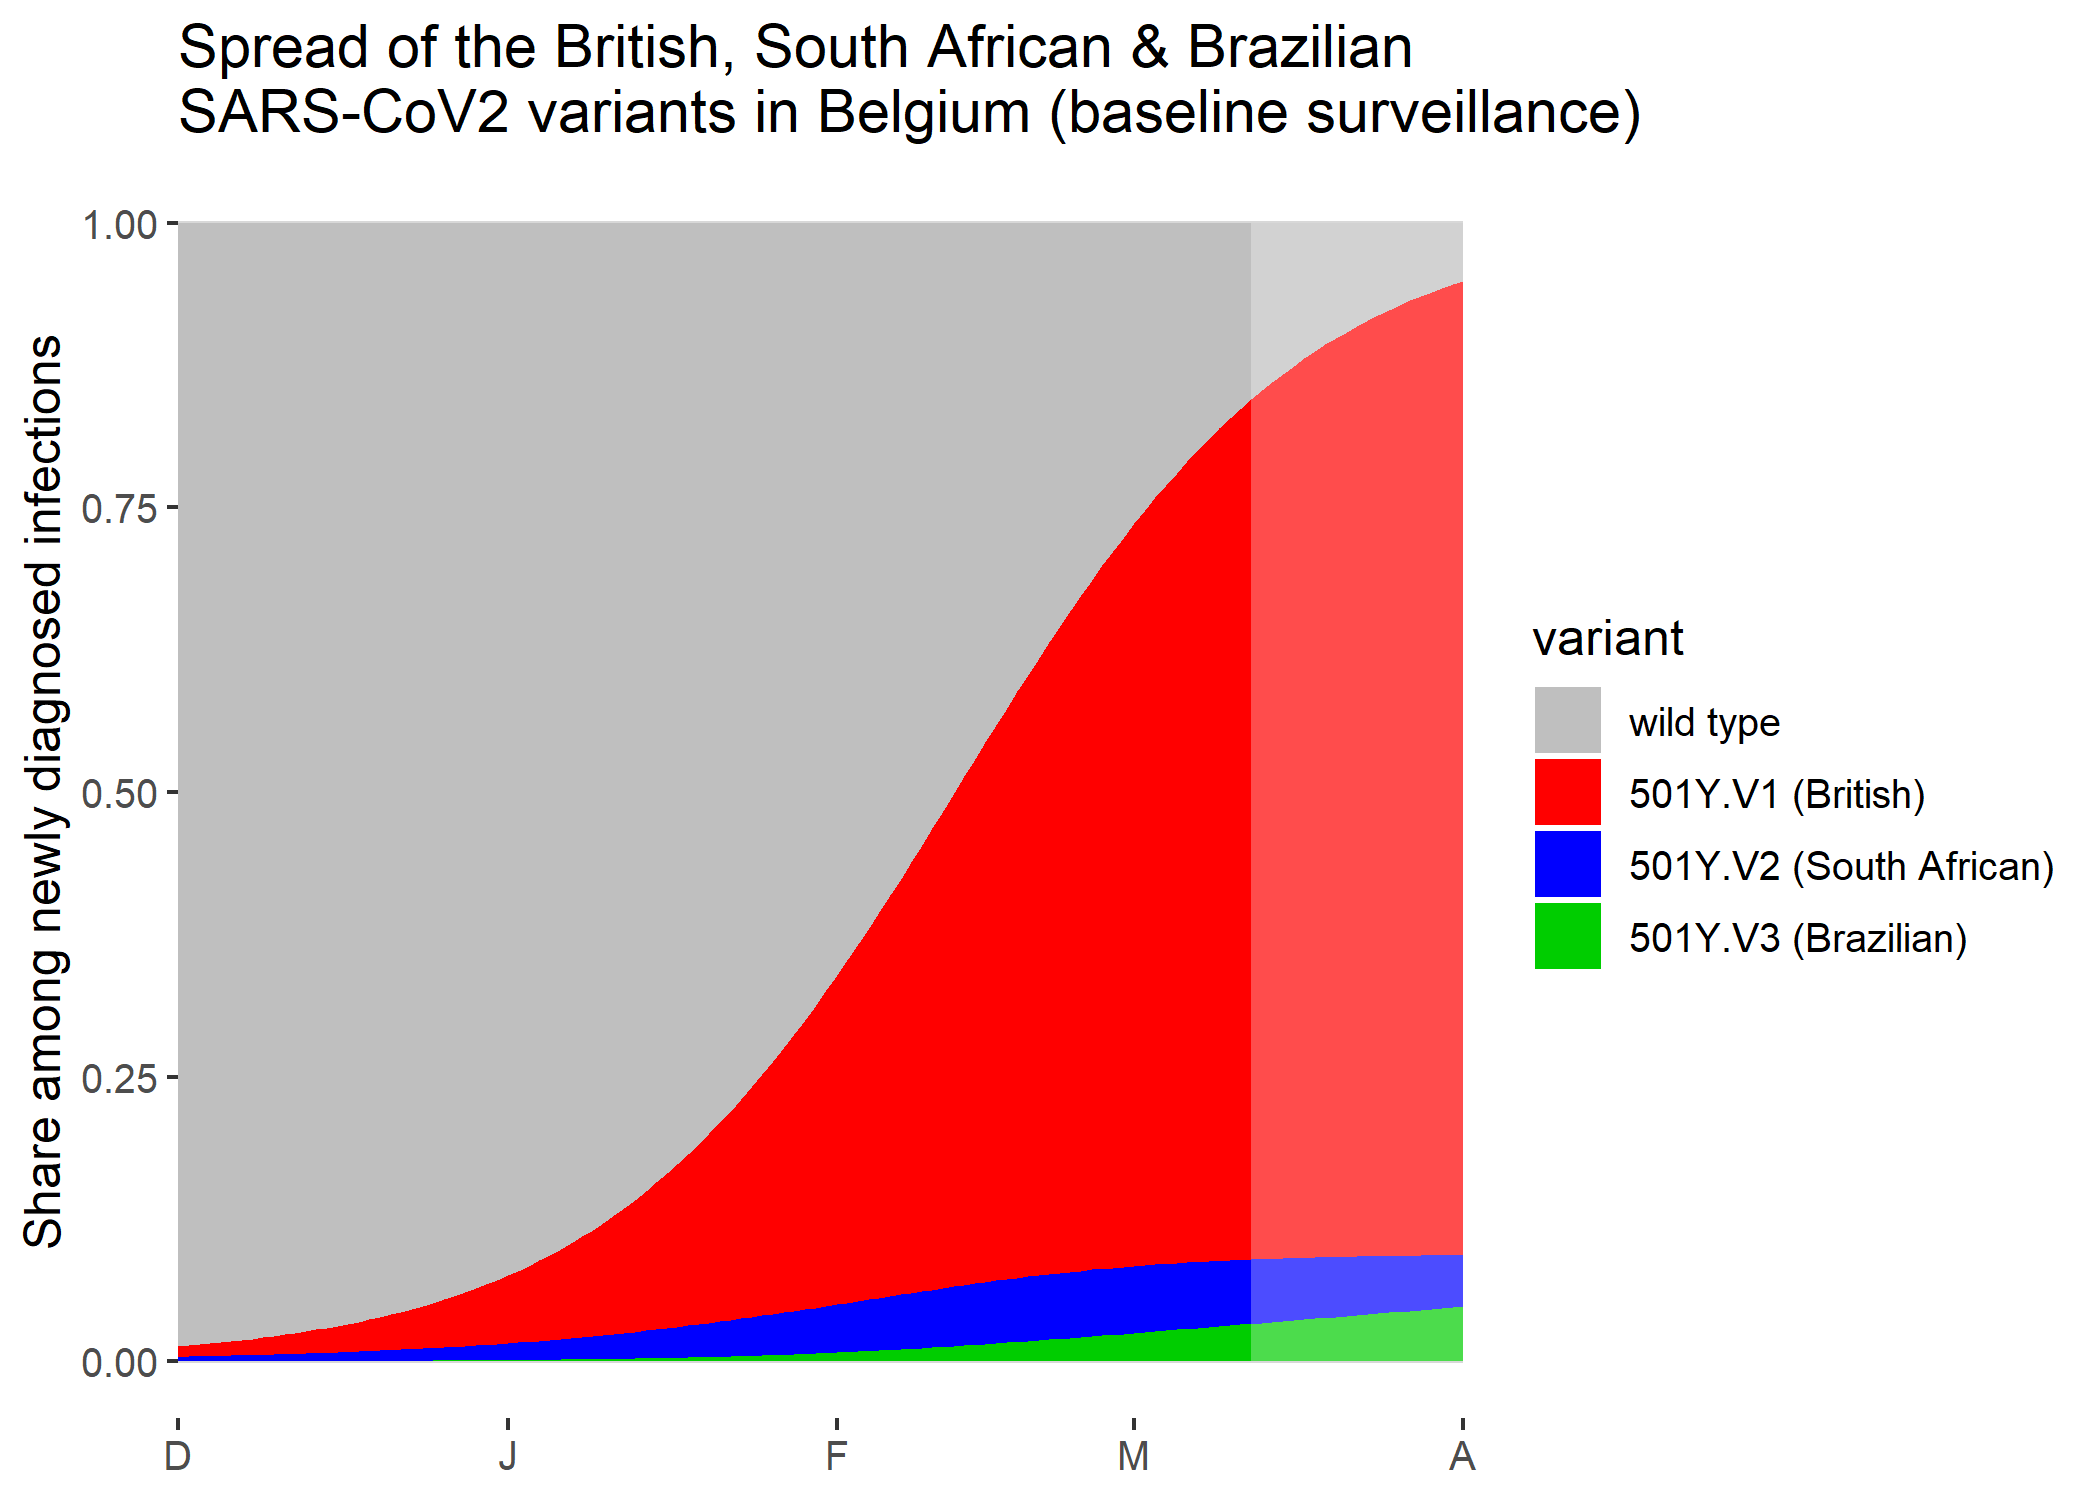 Spread of the British, South African & Brazilian
SARS-CoV2 variants in Belgium (baseline surveillance)
Share among newly diagnosed infections
1.00
0.75
0.50
0.25
0.00
D
J
F
M
A
variant
wild type
501Y.V1 (British)
501Y.V2 (South African)
501Y.V3 (Brazilian)